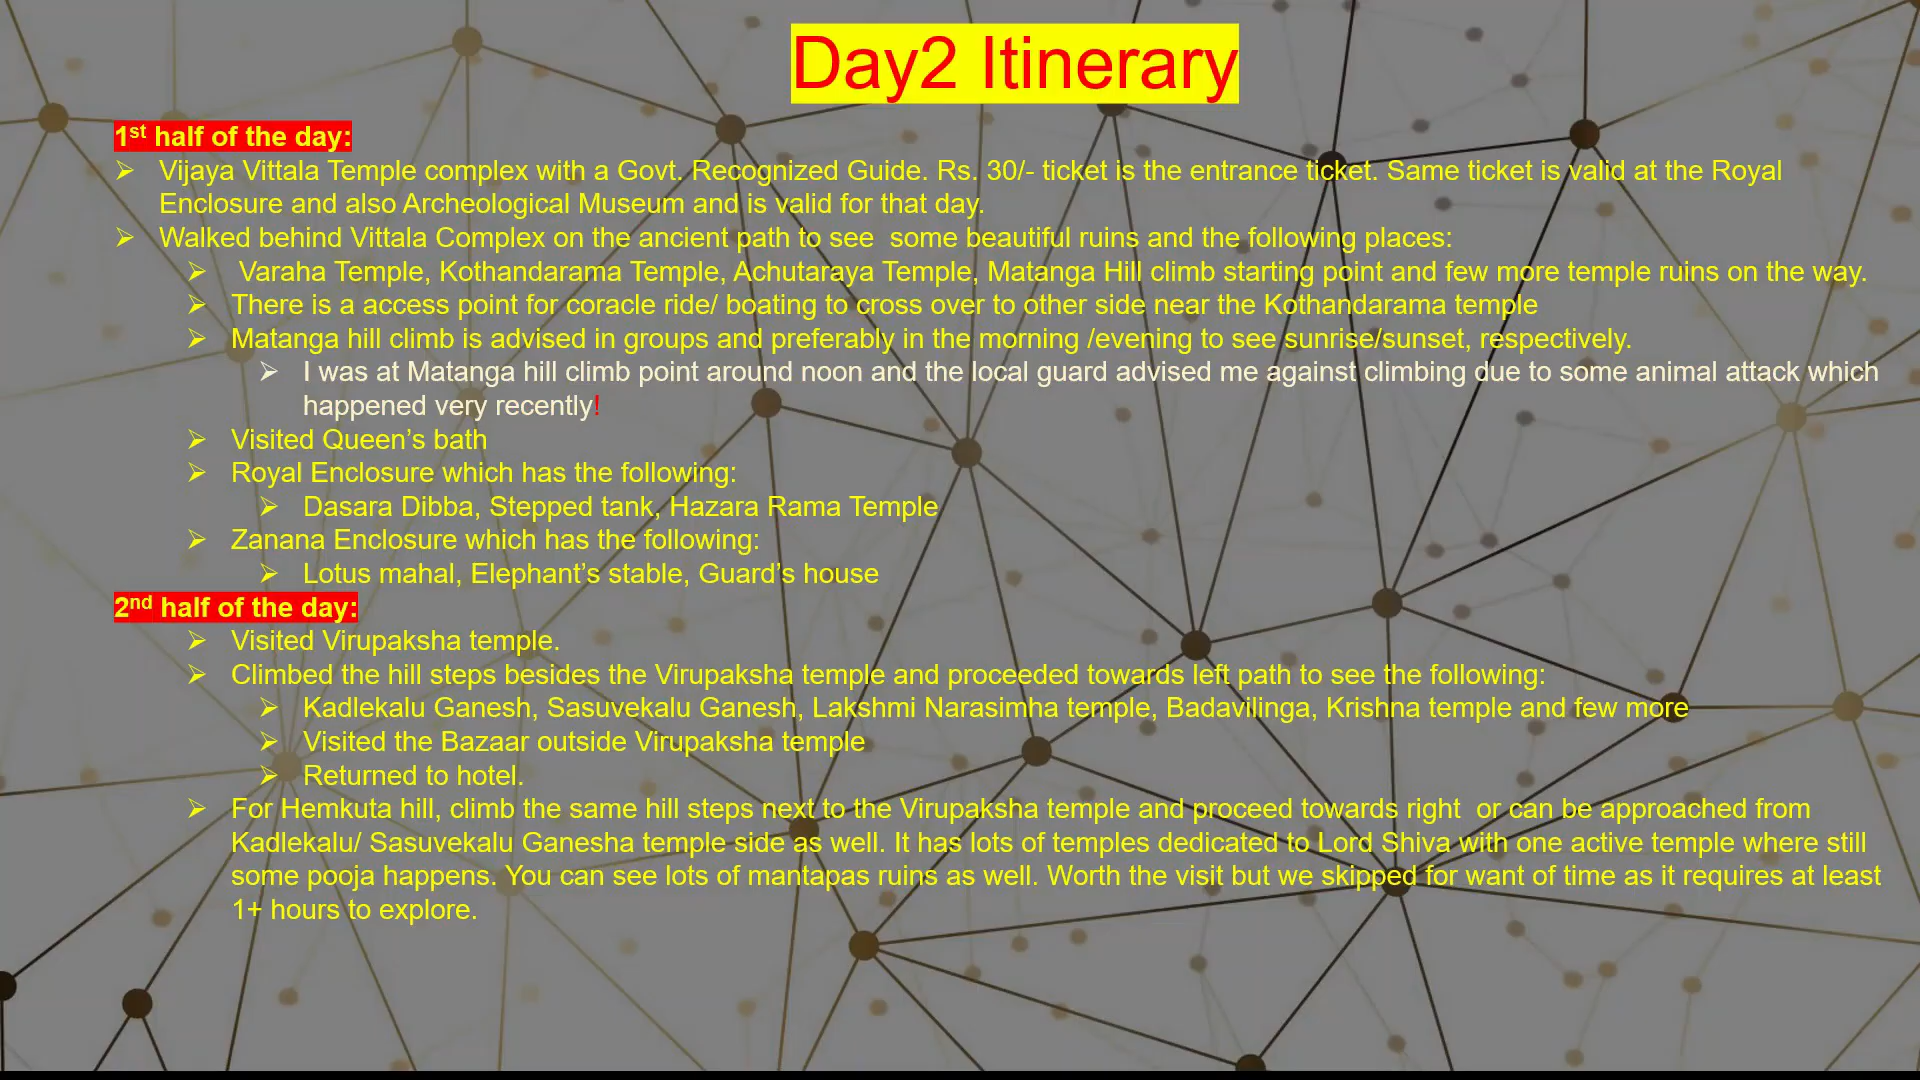 Day2 Itinerary
1st half of the day:
➢ Vijaya Vittala Temple complex with a Govt. Recognized Guide. Rs. 30/- ticket is the entrance ticket. Same ticket is valid at the Royal
Enclosure and also Archeological Museum and is valid for that day.
➢ Walked behind Vittala Complex on the ancient path to see  some beautiful ruins and the following places:
➢ Varaha Temple, Kothandarama Temple, Achutaraya Temple, Matanga Hill climb starting point and few more temple ruins on the way.
➢ There is a access point for coracle ride/ boating to cross over to other side near the Kothandarama temple
➢ Matanga hill climb is advised in groups and preferably in the morning /evening to see sunrise/sunset, respectively.
➢ I was at Matanga hill climb point around noon and the local guard advised me against climbing due to some animal attack which
happened very recently!
➢ Visited Queen’s bath
➢ Royal Enclosure which has the following:
➢ Dasara Dibba, Stepped tank, Hazara Rama Temple
➢ Zanana Enclosure which has the following:
➢ Lotus mahal, Elephant’s stable, Guard’s house
2nd half of the day:
➢ Visited Virupaksha temple.
➢ Climbed the hill steps besides the Virupaksha temple and proceeded towards left path to see the following:
➢ Kadlekalu Ganesh, Sasuvekalu Ganesh, Lakshmi Narasimha temple, Badavilinga, Krishna temple and few more
➢ Visited the Bazaar outside Virupaksha temple
➢ Returned to hotel.
➢ For Hemkuta hill, climb the same hill steps next to the Virupaksha temple and proceed towards right  or can be approached from
Kadlekalu/ Sasuvekalu Ganesha temple side as well. It has lots of temples dedicated to Lord Shiva with one active temple where still
some pooja happens. You can see lots of mantapas ruins as well. Worth the visit but we skipped for want of time as it requires at least
1+ hours to explore.